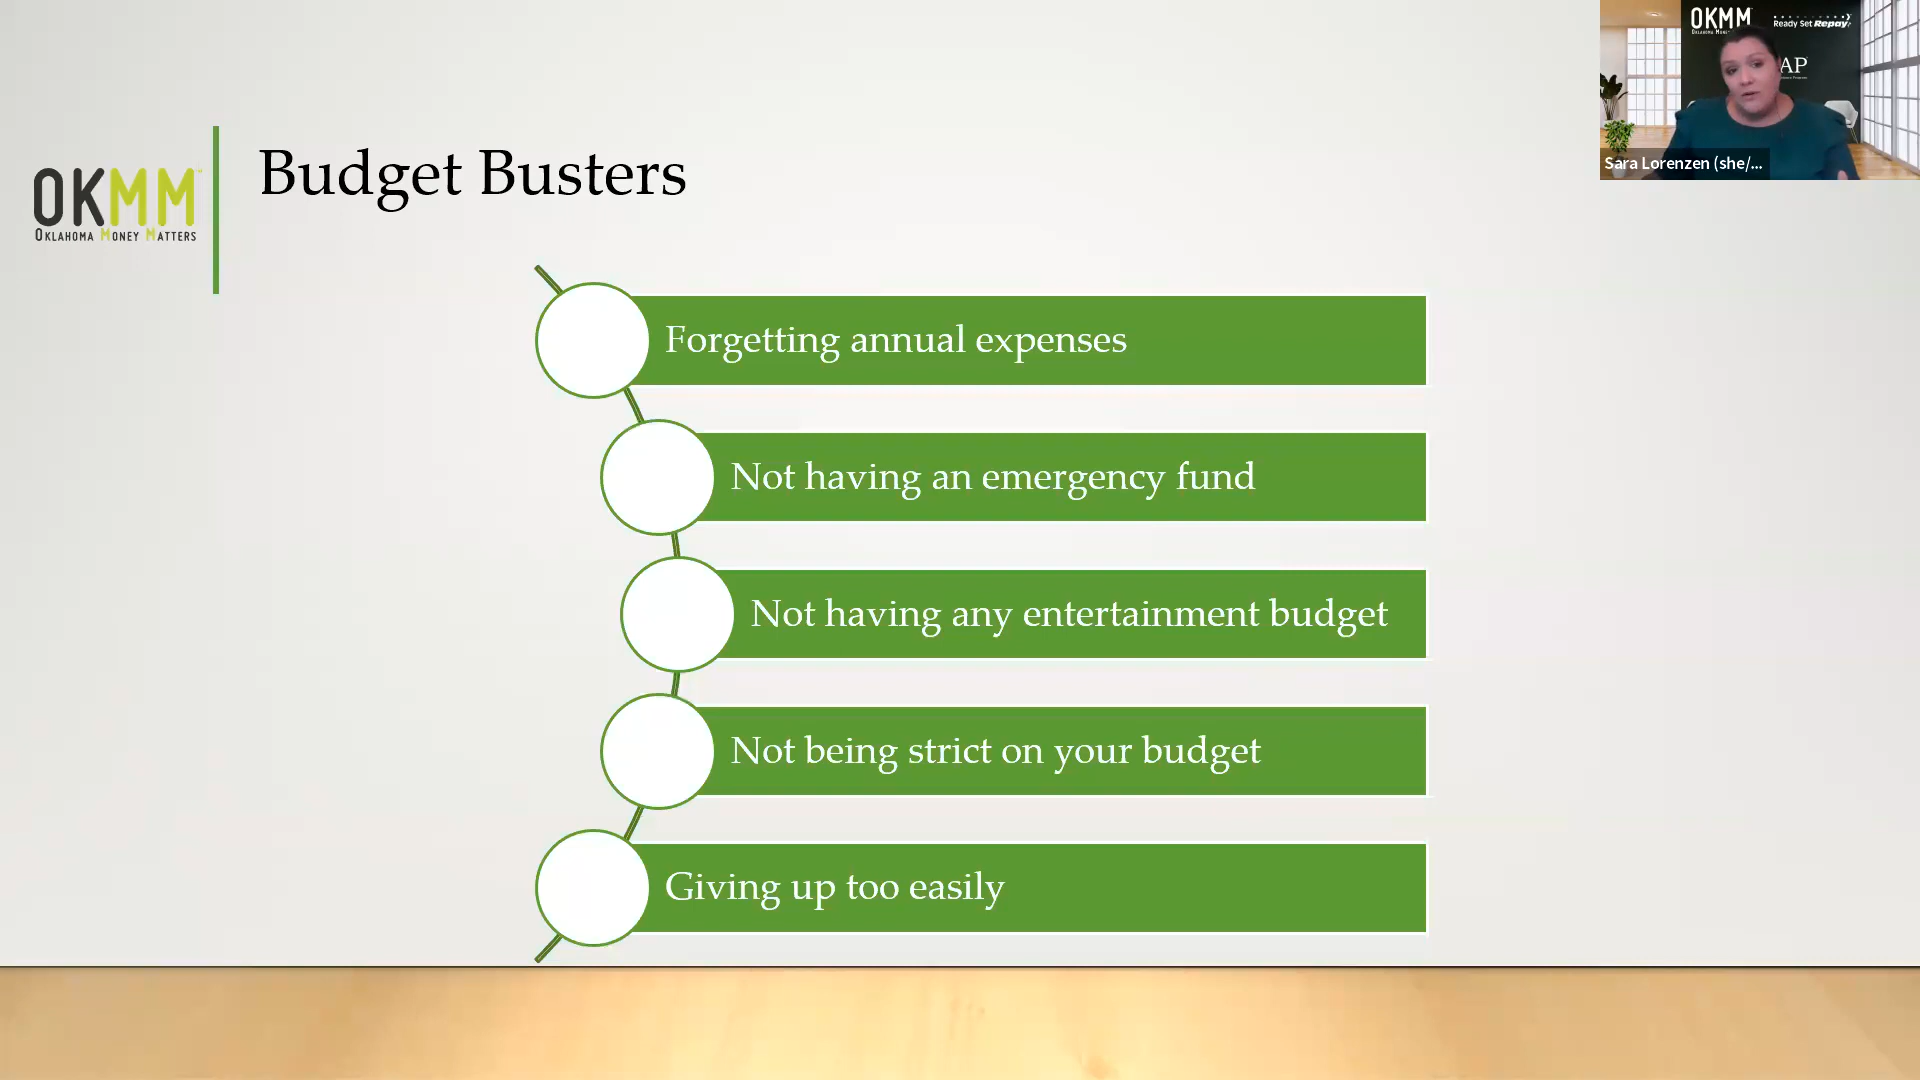 OKMM
OKLAHOMA MONEY MATTERS
Budget Busters
Forgetting annual expenses
Not having an emergency fund
Not having any entertainment budget
Not being strict on your budget
Giving up too easily
OKMM
Ready Set Repay
AP
Sara Lorenzen (she/...